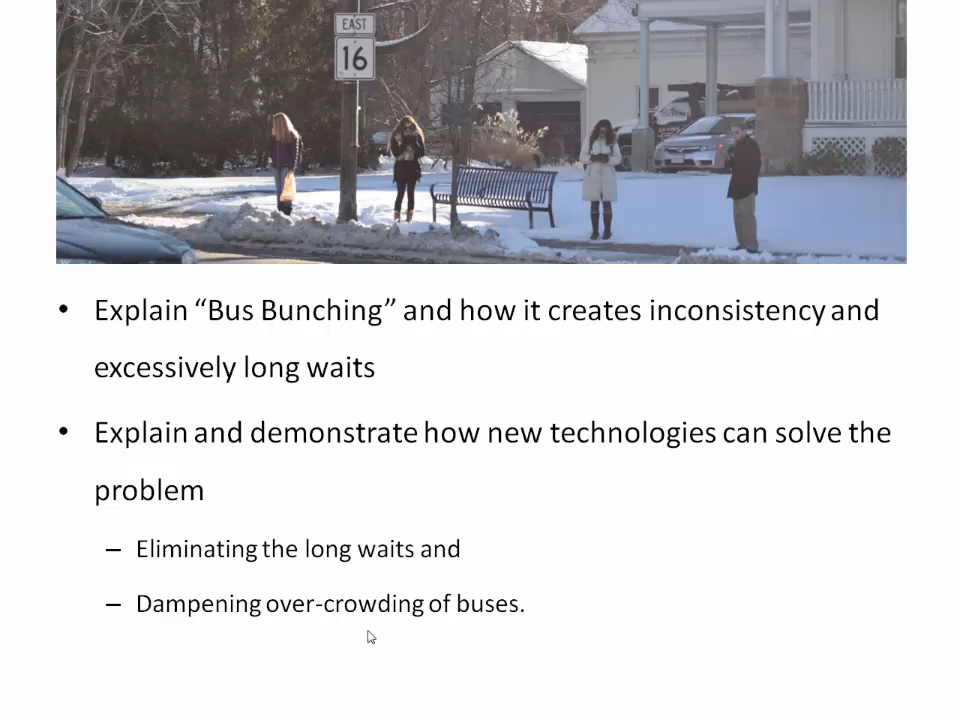 EAST
16
• Explain “Bus Bunching” and how it creates inconsistency and
excessively long waits
• Explain and demonstrate how new technologies can solve the
problem
– Eliminating the long waits and
– Dampening over-crowding of buses.